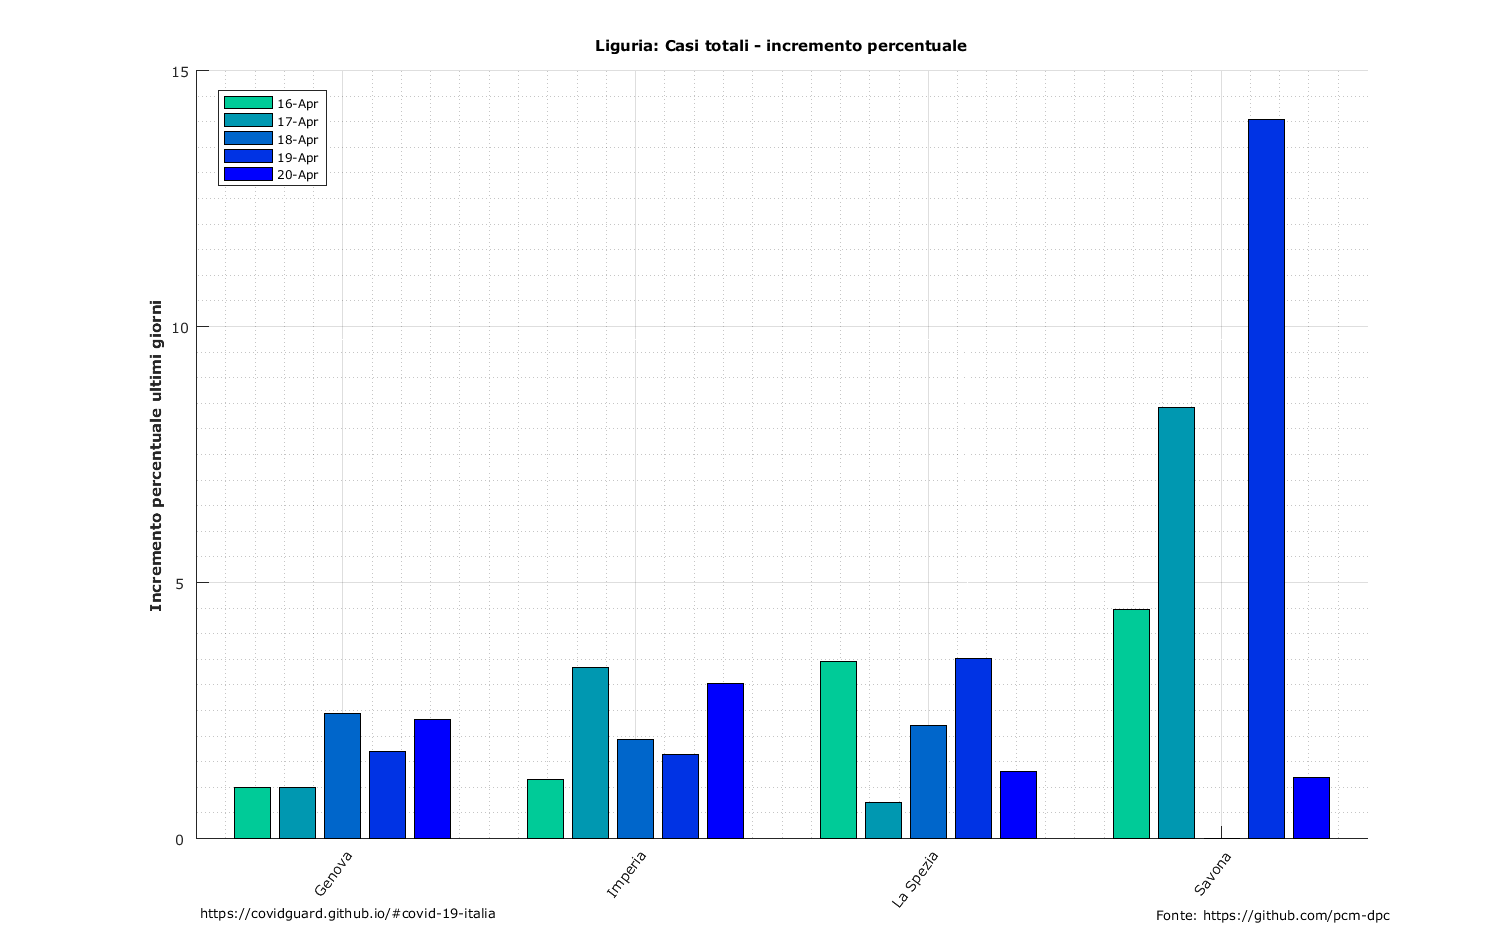 Liguria: Casi totali - incremento percentuale
15
16-Apr
17-Apr
18-Apr
19-Apr
20-Apr
10
5
0
Incremento percentuale ultimi giorni
Genova
Imperia
La Spezia
Savona
https://covidguard.github.io/#covid-19-italia
Fonte: https://github.com/pcm-dpc